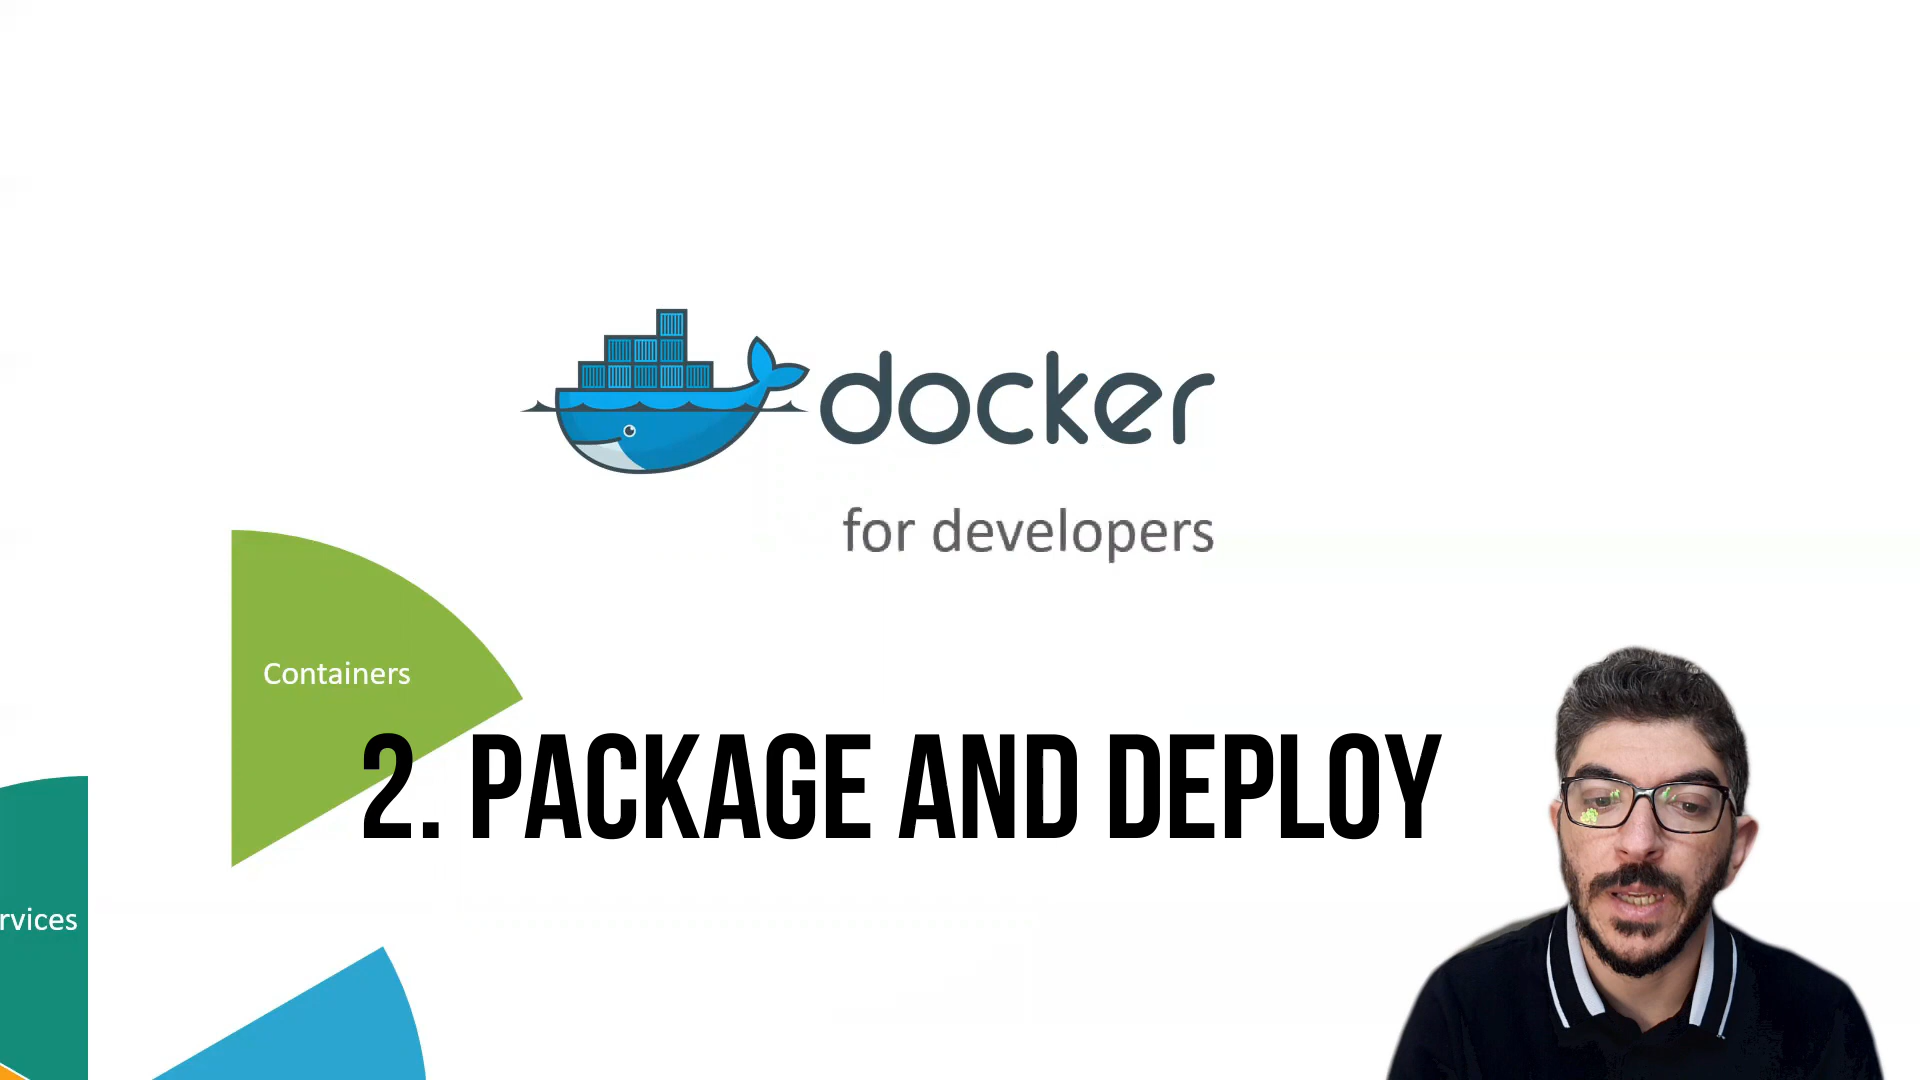 docker
for developers
Containers
2. PACKAGE AND DEPLOY
rvices